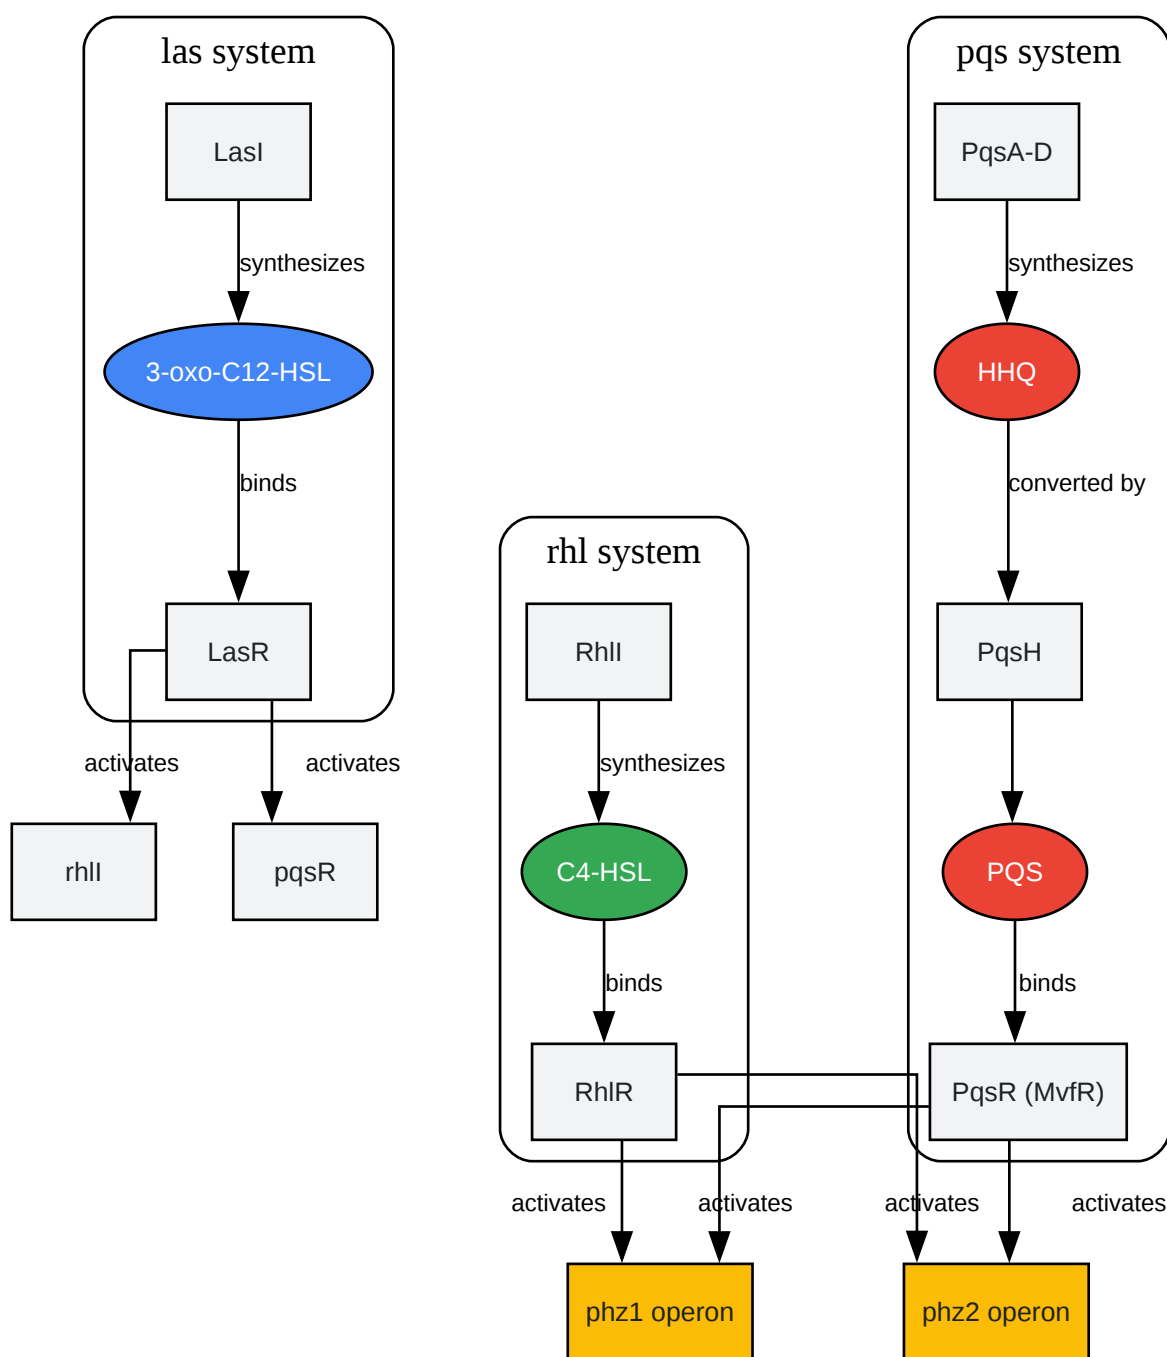 las system
LasI
synthesizes
3-oxo-C12-HSL
binds
LasR
activates
activates
rhlI
pqsR
rhl system
RhlI
synthesizes
C4-HSL
binds
RhlR
activates
activates
phz1 operon
pqs system
PqsA-D
synthesizes
HHQ
converted by
PqsH
PQS
binds
PqsR (MvfR)
activates
activates
phz2 operon